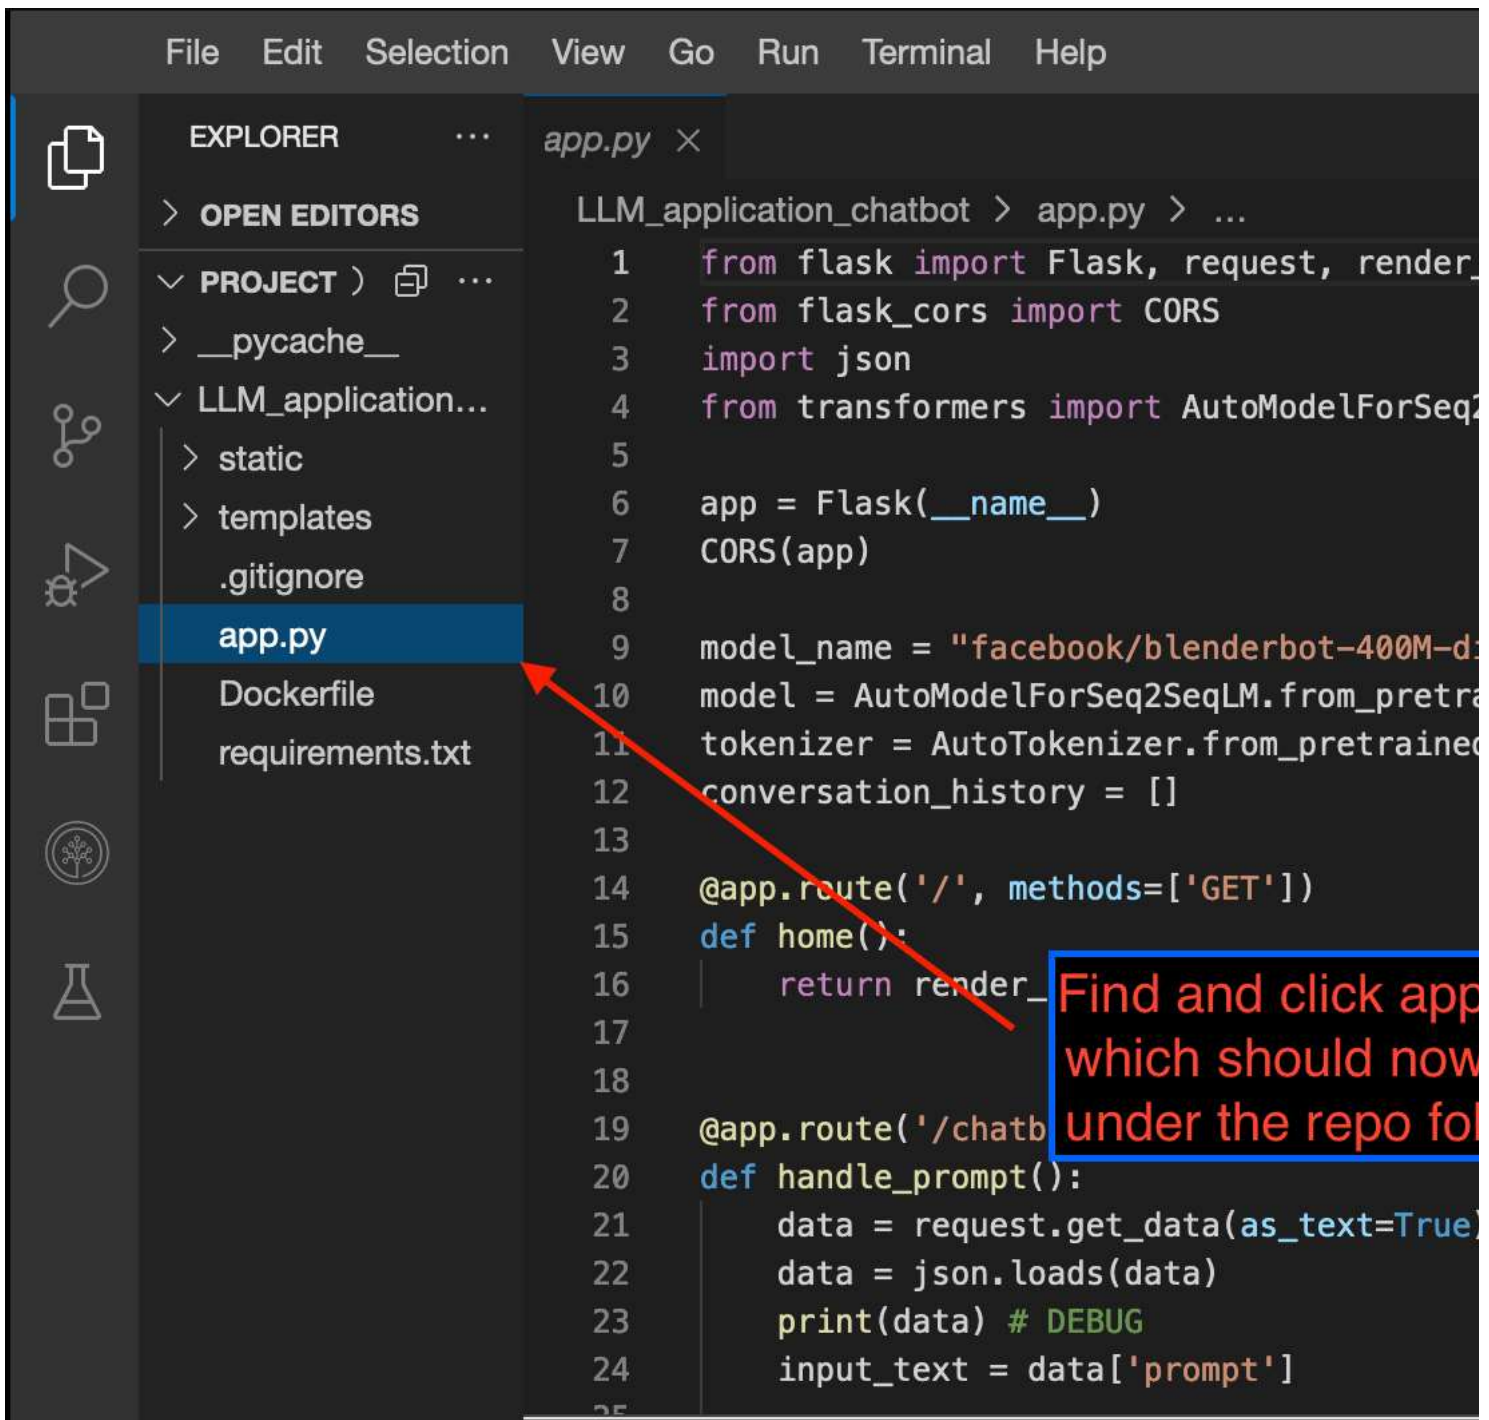 File Edit Selection View Go Run Terminal Help
EXPLORER ...
OPEN EDITORS
PROJECT
__pycache__
LLM_application...
static
templates
.gitignore
app.py
Dockerfile
requirements.txt
app.py
LLM_application_chatbot > app.py > ...
1 from flask import Flask, request, render_
2 from flask_cors import CORS
3 import json
4 from transformers import AutoModelForSeq2
5
6 app = Flask(__name__)
7 CORS(app)
8
9 model_name = "facebook/blenderbot-400M-di
10 model = AutoModelForSeq2SeqLM.from_pretra
11 tokenizer = AutoTokenizer.from_pretrained
12 conversation_history = []
13
14 @app.route('/', methods=['GET'])
15 def home():
16 return render_
17
18
19 @app.route('/chatb
20 def handle_prompt():
21 data = request.get_data(as_text=True)
22 data = json.loads(data)
23 print(data) # DEBUG
24 input_text = data['prompt']
Find and click app
which should now
under the repo fol